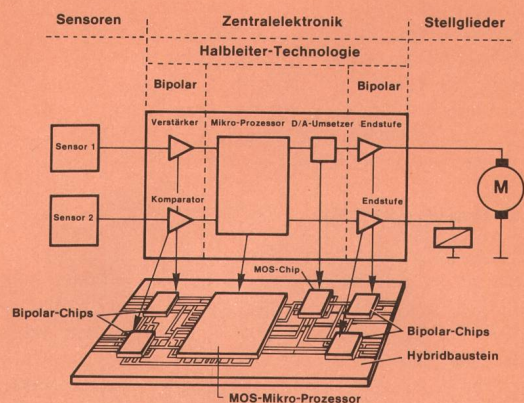 Sensoren Zentralelektronik Stellglieder
Halbleiter-Technologie
Bipolar Bipolar
Verstärker Mikro-Prozessor D/A-Umsetzer Endstufe
Sensor 1
M
Komparator Endstufe
Sensor 2
MOS-Chip
Bipolar-Chips
Bipolar-Chips
Hybridbaustein
MOS-Mikro-Prozessor